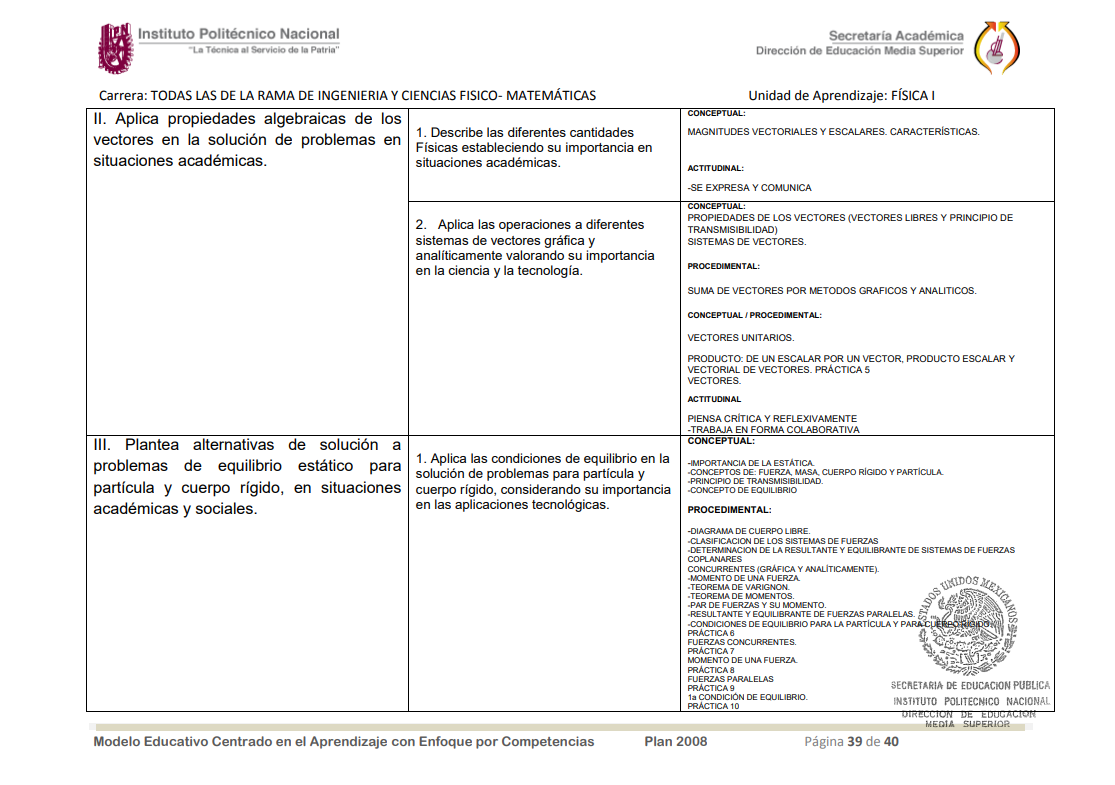 Instituto Politécnico Nacional
"La Técnica al Servicio de la Patria"
Secretaría Académica
Dirección de Educación Media Superior
Carrera: TODAS LAS DE LA RAMA DE INGENIERIA Y CIENCIAS FISICO- MATEMÁTICAS
Unidad de Aprendizaje: FÍSICA I
II. Aplica propiedades algebraicas de los
vectores en la solución de problemas en
situaciones académicas.
1. Describe las diferentes cantidades
Físicas estableciendo su importancia en
situaciones académicas.
CONCEPTUAL:
MAGNITUDES VECTORIALES Y ESCALARES. CARACTERÍSTICAS.
ACTITUDINAL:
-SE EXPRESA Y COMUNICA
2. Aplica las operaciones a diferentes
sistemas de vectores gráfica y
analíticamente valorando su importancia
en la ciencia y la tecnología.
CONCEPTUAL:
PROPIEDADES DE LOS VECTORES (VECTORES LIBRES Y PRINCIPIO DE
TRANSMISIBILIDAD)
SISTEMAS DE VECTORES.
PROCEDIMENTAL:
SUMA DE VECTORES POR METODOS GRAFICOS Y ANALITICOS.
CONCEPTUAL / PROCEDIMENTAL:
VECTORES UNITARIOS.
PRODUCTO: DE UN ESCALAR POR UN VECTOR, PRODUCTO ESCALAR Y
VECTORIAL DE VECTORES. PRÁCTICA 5
VECTORES.
ACTITUDINAL
PIENSA CRÍTICA Y REFLEXIVAMENTE
-TRABAJA EN FORMA COLABORATIVA
III. Plantea alternativas de solución a
problemas de equilibrio estático para
partícula y cuerpo rígido, en situaciones
académicas y sociales.
1. Aplica las condiciones de equilibrio en la
solución de problemas para partícula y
cuerpo rígido, considerando su importancia
en las aplicaciones tecnológicas.
CONCEPTUAL:
-IMPORTANCIA DE LA ESTÁTICA.
-CONCEPTOS DE: FUERZA, MASA, CUERPO RÍGIDO Y PARTÍCULA.
-PRINCIPIO DE TRANSMISIBILIDAD.
-CONCEPTO DE EQUILIBRIO
PROCEDIMENTAL:
-DIAGRAMA DE CUERPO LIBRE.
-CLASIFICACION DE LOS SISTEMAS DE FUERZAS
-DETERMINACION DE LA RESULTANTE Y EQUILIBRANTE DE SISTEMAS DE FUERZAS
COPLANARES
CONCURRENTES (GRÁFICA Y ANALÍTICAMENTE).
-MOMENTO DE UNA FUERZA.
-TEOREMA DE VARIGNON.
-TEOREMA DE MOMENTOS.
-PAR DE FUERZAS Y SU MOMENTO.
-RESULTANTE Y EQUILIBRANTE DE FUERZAS PARALELAS.
-CONDICIONES DE EQUILIBRIO PARA LA PARTÍCULA Y PARA CUERPO RÍGIDO.
PRÁCTICA 6
FUERZAS CONCURRENTES.
PRÁCTICA 7
MOMENTO DE UNA FUERZA.
PRÁCTICA 8
FUERZAS PARALELAS
PRÁCTICA 9
1a CONDICIÓN DE EQUILIBRIO.
PRÁCTICA 10
ESTADOS UNIDOS MEXICANOS
SECRETARIA DE EDUCACION PUBLICA
INSTITUTO POLITECNICO NACIONAL
DIRECCION DE EDUCACION
MEDIA SUPERIOR
Modelo Educativo Centrado en el Aprendizaje con Enfoque por Competencias
Plan 2008
Página 39 de 40